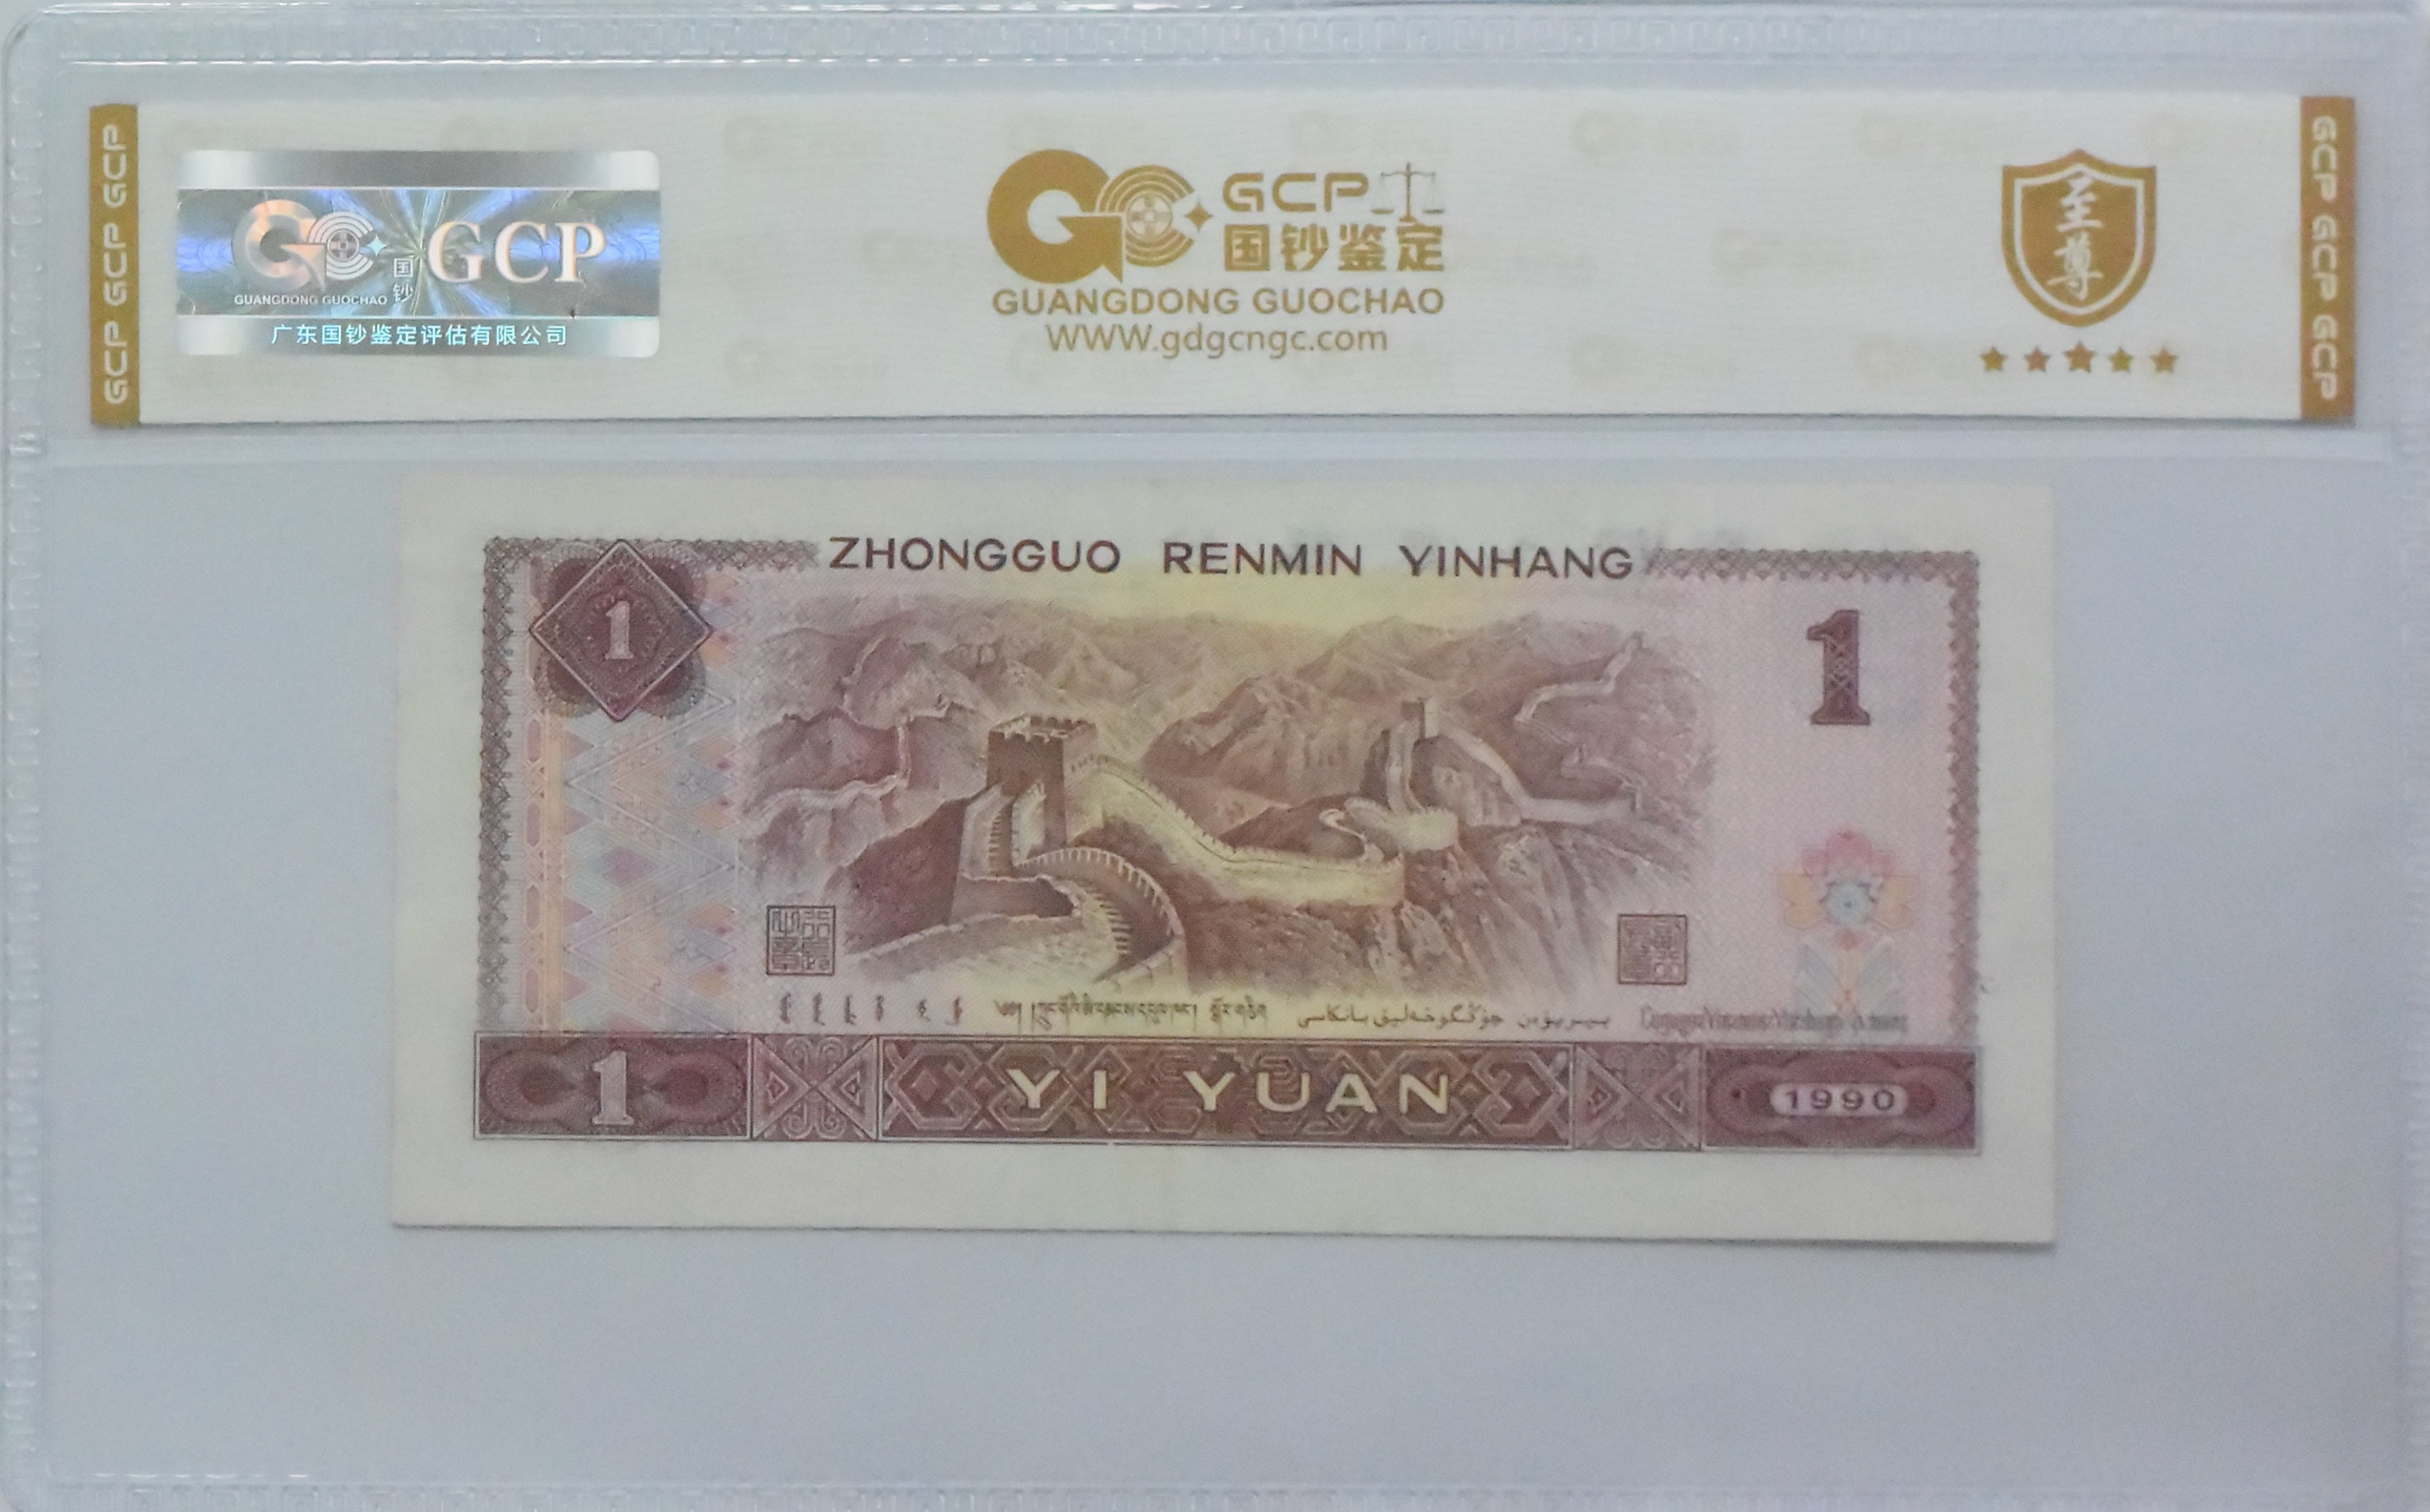 GCP GCP GCP
GC 国钞 GCP
GUANGDONG GUOCHAO
广东国钞鉴定评估有限公司
GCP
国钞鉴定
GUANGDONG GUOCHAO
WWW.gdgcngc.com
至尊
GCP GCP GCP
ZHONGGUO RENMIN YINHANG
1
1
1
YI YUAN
1990